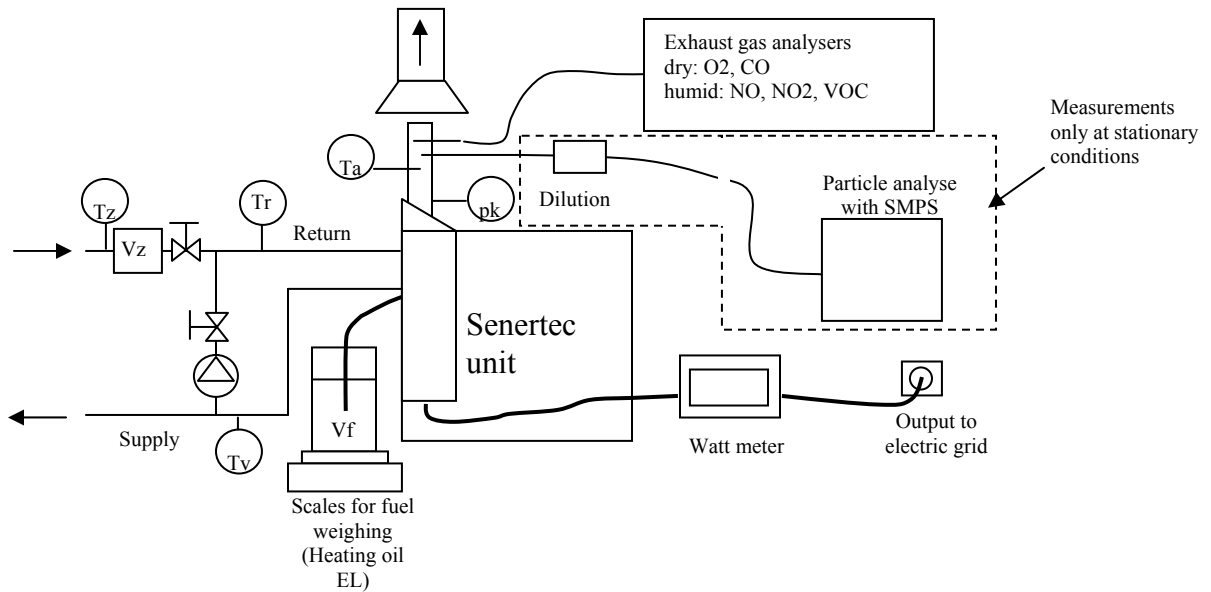 Exhaust gas analysers
dry: O2, CO
humid: NO, NO2, VOC
Measurements
only at stationary
conditions
Ta
Dilution
Particle analyse
with SMPS
Tz
Tr
pk
Vz
Return
Senertec
unit
Vf
Supply
Tv
Watt meter
Output to
electric grid
Scales for fuel
weighing
(Heating oil
EL)